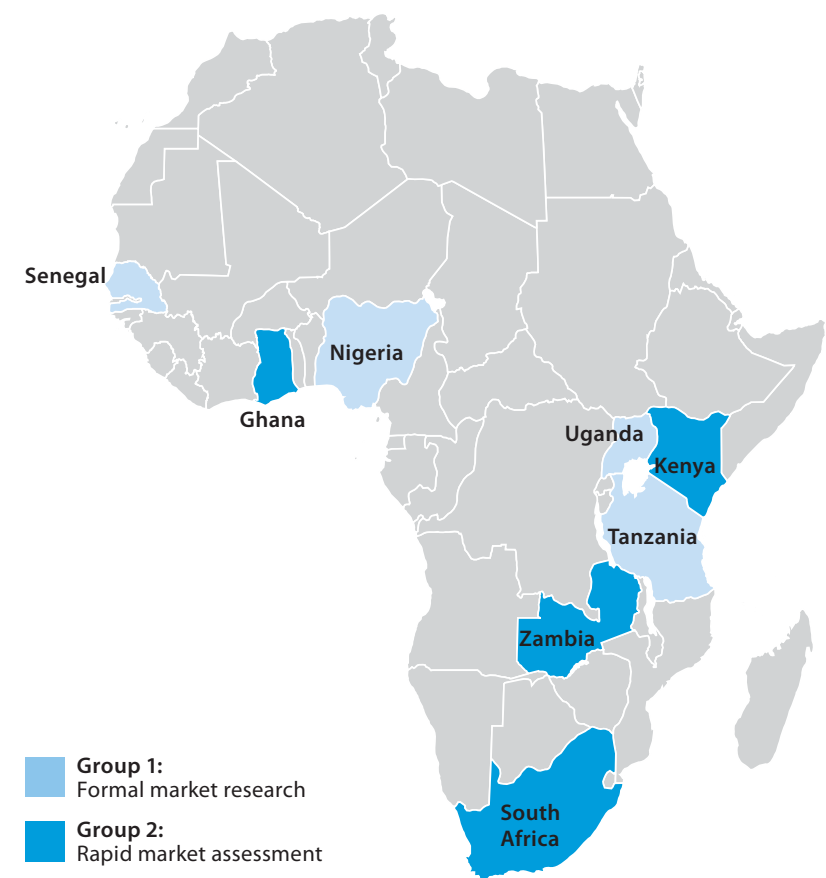 Senegal
Nigeria
Ghana
Uganda
Kenya
Tanzania
Zambia
South
Africa
Group 1:
Formal market research
Group 2:
Rapid market assessment